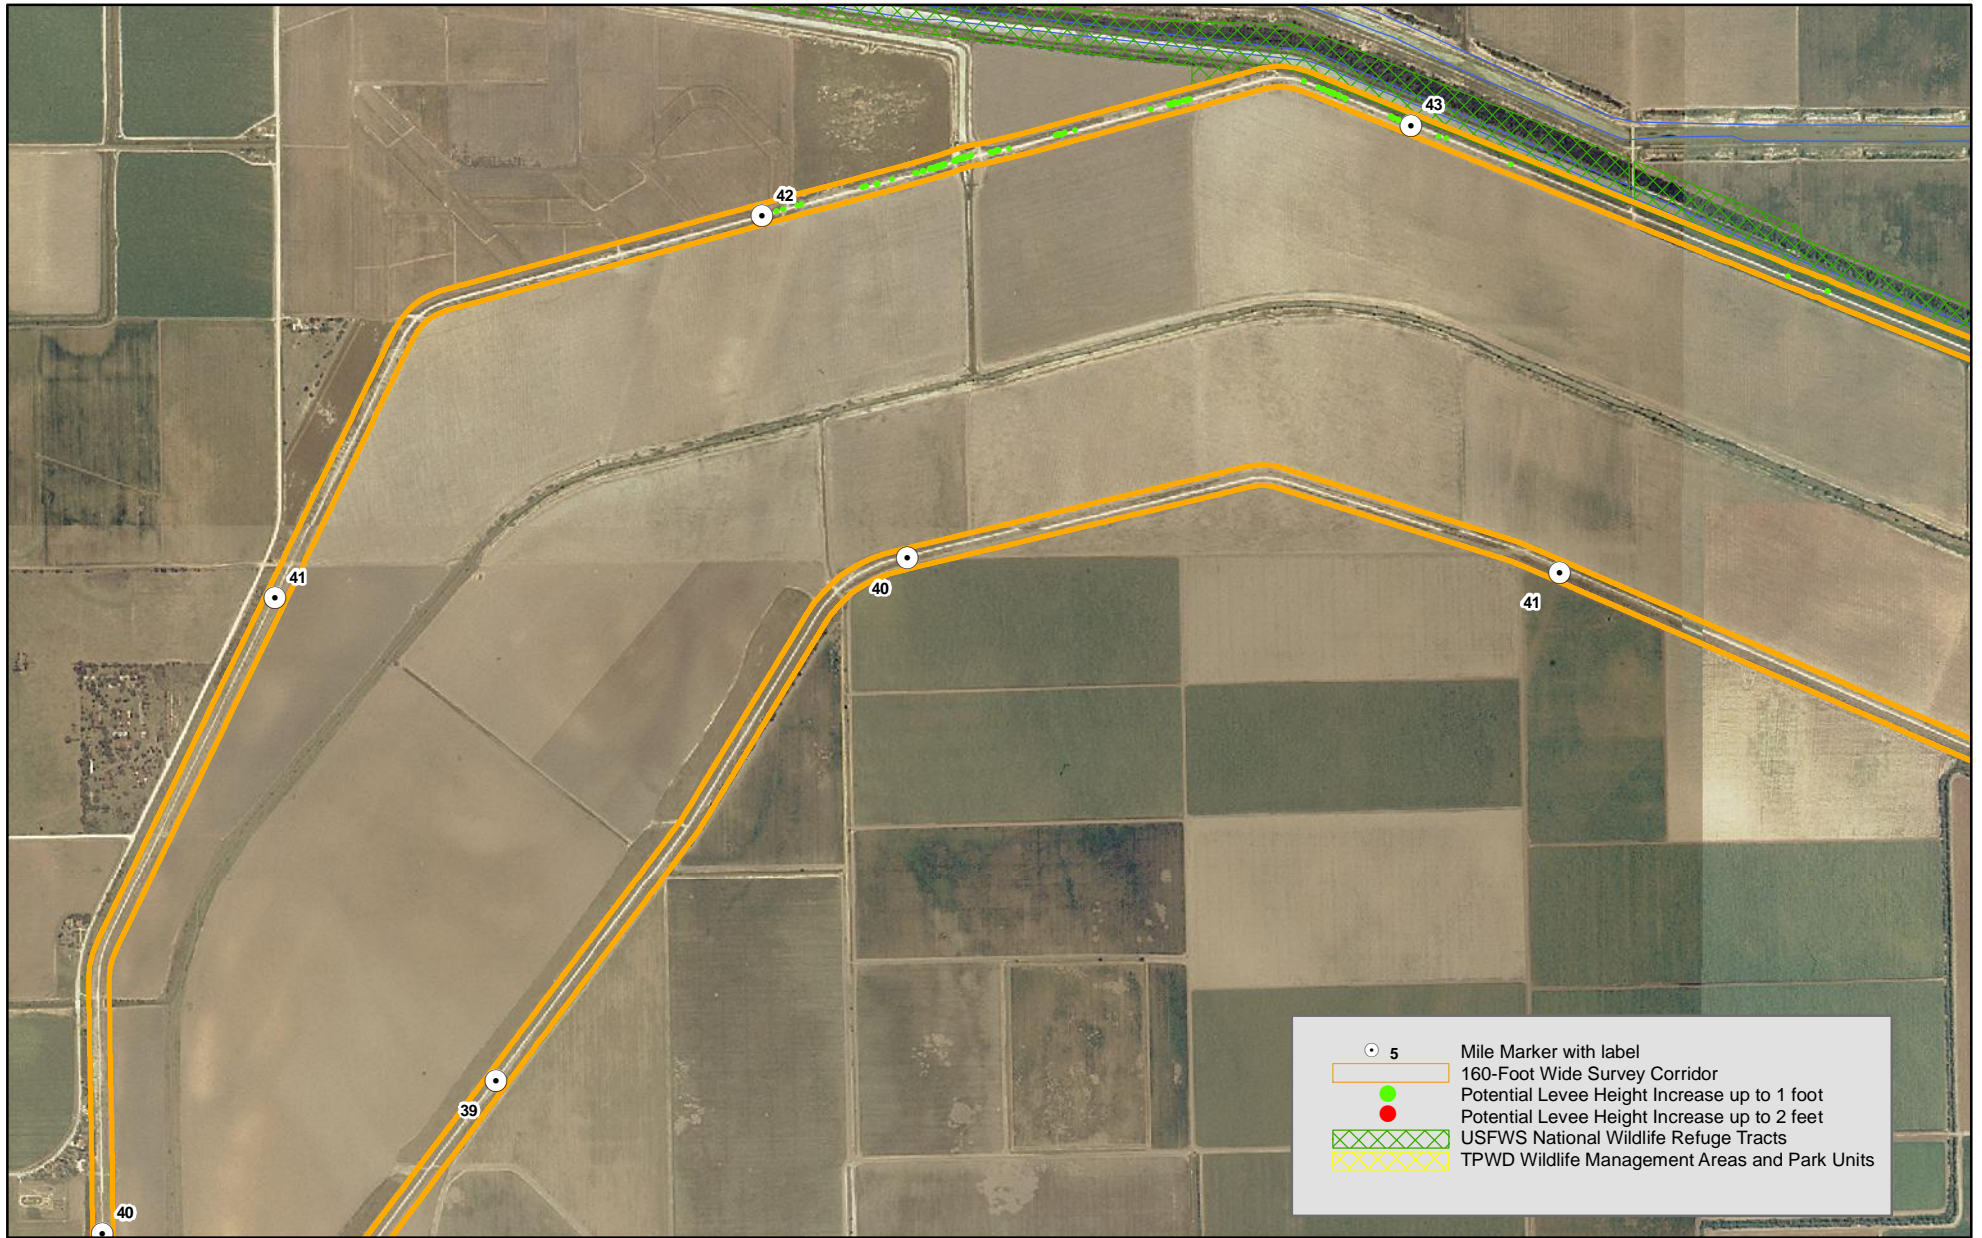 43
42
41
40
41
39
40
5 Mile Marker with label
160-Foot Wide Survey Corridor
Potential Levee Height Increase up to 1 foot
Potential Levee Height Increase up to 2 feet
USFWS National Wildlife Refuge Tracts
TPWD Wildlife Management Areas and Park Units